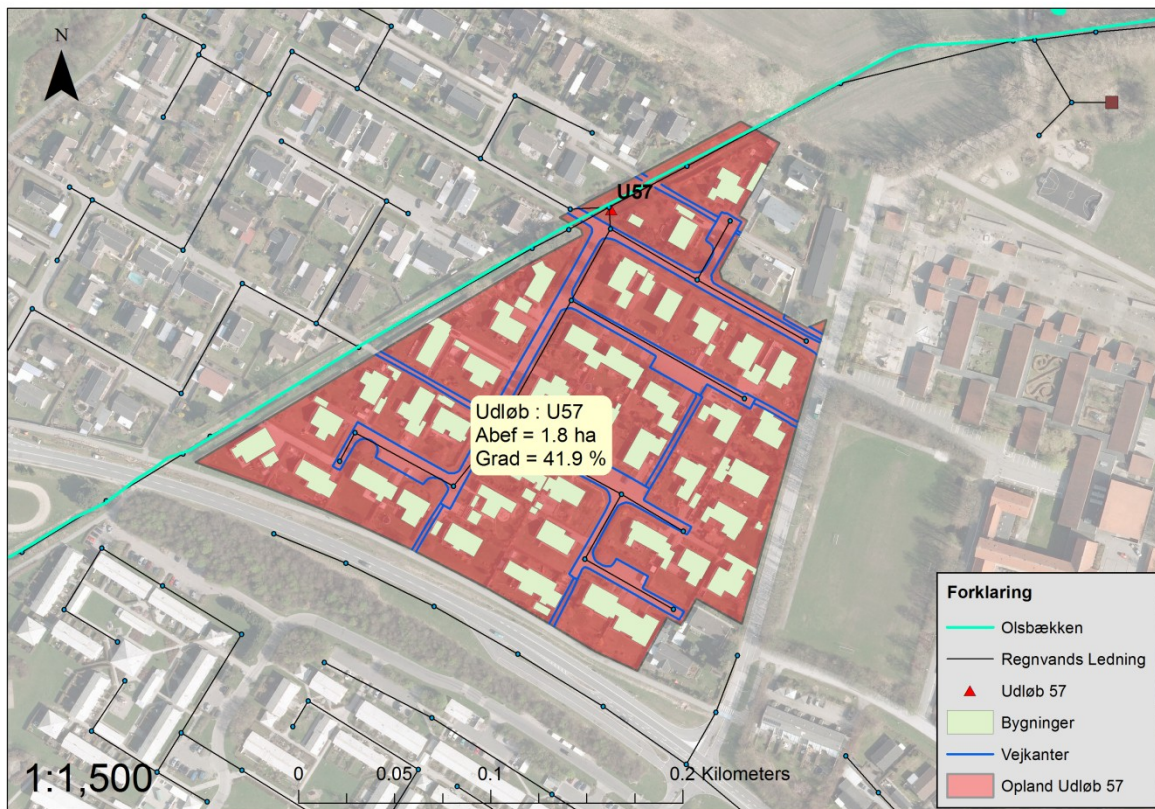 N
U57
Udløb : U57
Abef = 1.8 ha
Grad = 41.9 %
Forklaring
Olsbækken
Regnvands Ledning
Udløb 57
Bygninger
Vejkanter
Opland Udløb 57
1:1,500
0 0.05 0.1 0.2 Kilometers